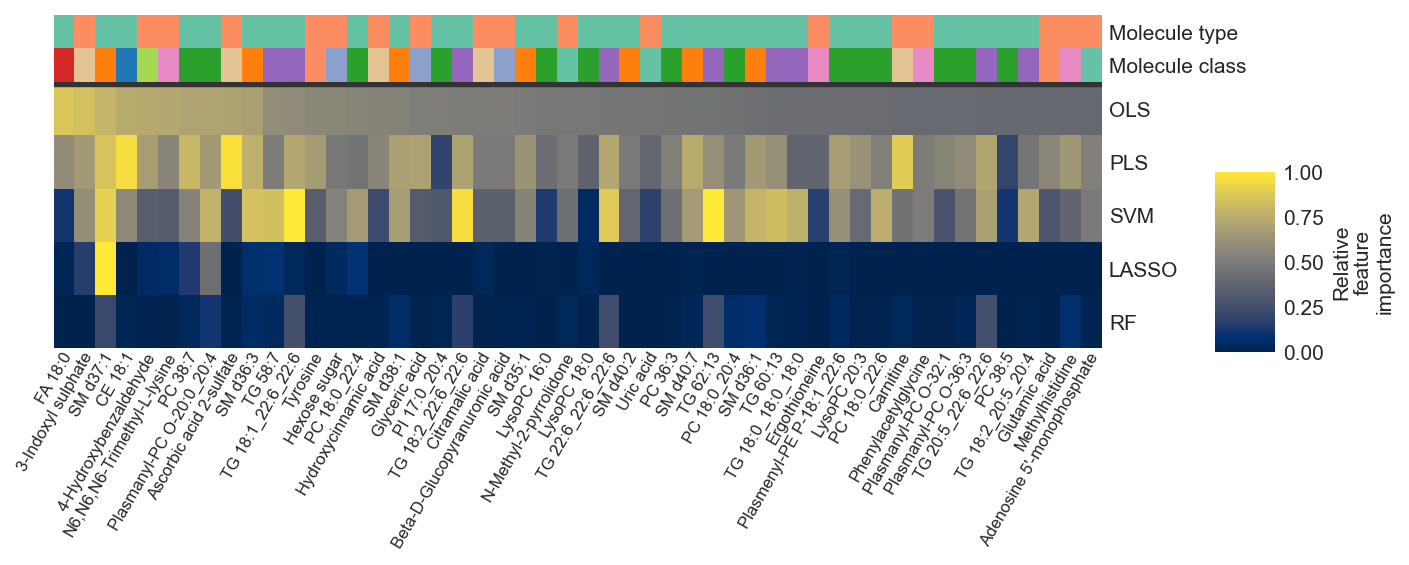 Molecule type
Molecule class
OLS
PLS
SVM
LASSO
RF
1.00
0.75
0.50
0.25
0.00
Relative
feature
importance
FA 18:0
3-Indoxyl sulphate
SM d37:1
CE 18:1
4-Hydroxybenzaldehyde
N6,N6,N6-Trimethyl-L-lysine
PC 38:7
Plasmanyl-PC O-20:0_20:4
Ascorbic acid 2-sulfate
SM d36:3
TG 58:7
TG 18:1_22:6_22:6
Tyrosine
Hexose sugar
PC 18:0_22:4
Hydroxycinnamic acid
SM d38:1
Glyceric acid
PI 17:0_20:4
TG 18:2_22:6_22:6
Citramalic acid
Beta-D-Glucopyranuronic acid
SM d35:1
LysoPC 16:0
N-Methyl-2-pyrrolidone
LysoPC 18:0
TG 22:6_22:6_22:6
SM d40:2
Uric acid
PC 36:3
SM d40:7
TG 62:13
PC 18:0_20:4
SM d36:1
TG 60:13
TG 18:0_18:0_18:0
Ergothioneine
Plasmenyl-PE P-18:1_22:6
LysoPC 20:3
PC 18:0_22:6
Carnitine
Phenylacetylglycine
Plasmanyl-PC O-32:1
Plasmanyl-PC O-36:3
TG 20:5_22:6_22:6
PC 38:5
TG 18:2_20:5_20:4
Glutamic acid
Methylhistidine
Adenosine 5'-monophosphate